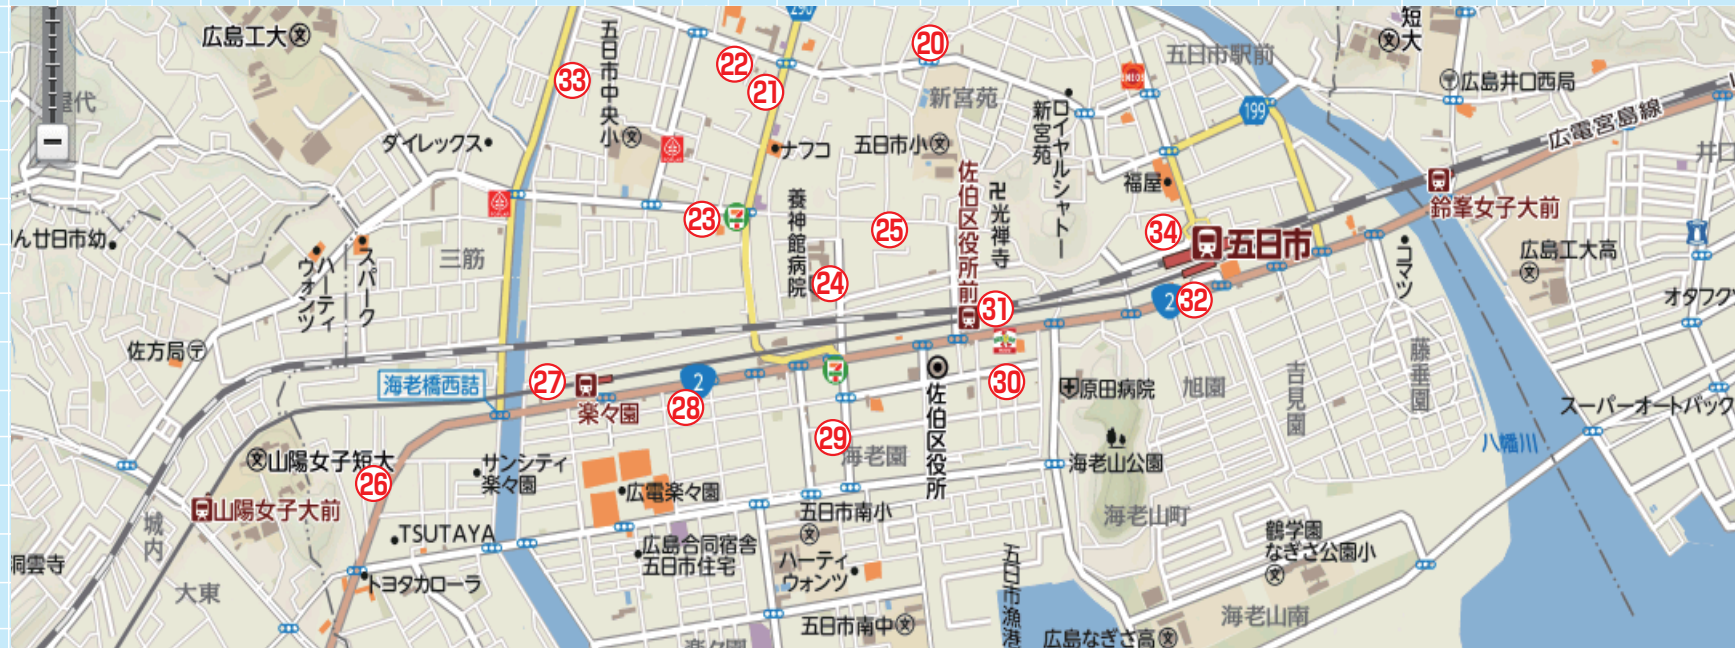 広島工大
五日市中央小
屋代
33
22
21
20
290
新宮苑
五日市駅前
短大
広島井口西局
ENEOS
199
広電宮島線
井口
ダイレックス
ナフコ
五日市小
ロイヤルシャトー
新宮苑
福屋
鈴峯女子大前
ん廿日市幼
ハーティ
ウォンツ
スパーク
三筋
23
養神館病院
24
25
佐伯区役所前
卍光禅寺
34
五日市
コマツ
広島工大高
オタフク
佐方局
31
2
32
海老橋西詰
27
楽々園
2
28
佐伯区役所
30
原田病院
旭園
吉見園
藤垂園
スーパーオートバック
八幡川
山陽女子短大
26
サンシティ
楽々園
広電楽々園
29
海老園
海老山公園
山陽女子大前
城内
TSUTAYA
トヨタカローラ
五日市南小
海老山町
鶴学園
なぎさ公園小
洞雲寺
大東
広島合同宿舎
五日市住宅
ハーティ
ウォンツ
五日市漁港
海老山南
楽々園
五日市南中
広島なぎさ高